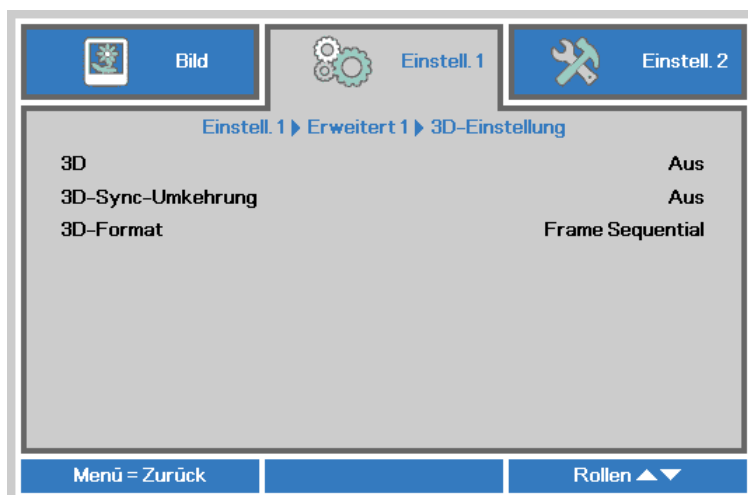 Bild
Einstell. 1
Einstell. 2
Einstell. 1 ▶ Erweitert 1 ▶ 3D-Einstellung
3D Aus
3D-Sync-Umkehrung Aus
3D-Format Frame Sequential
Menü = Zurück
Rollen ▲▼